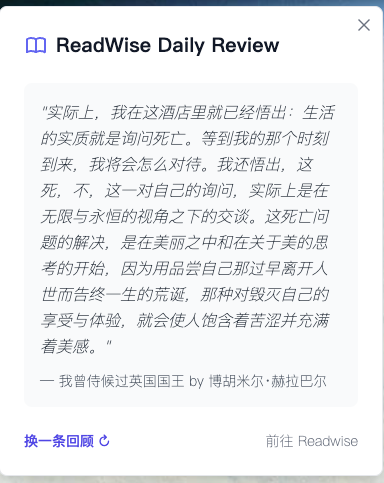 ReadWise Daily Review
"实际上，我在这酒店里就已经悟出：生活
的实质就是询问死亡。等到我的那个时刻
到来，我将会怎么对待。我还悟出，这
死，不，这一对自己的询问，实际上是在
无限与永恒的视角之下的交谈。这死亡问
题的解决，是在美丽之中和在关于美的思
考的开始，因为用品尝自己那过早离开人
世而告终一生的荒诞，那种对毁灭自己的
享受与体验，就会使人饱含着苦涩并充满
着美感。"
— 我曾侍候过英国国王 by 博胡米尔·赫拉巴尔
换一条回顾 ↻
前往 Readwise